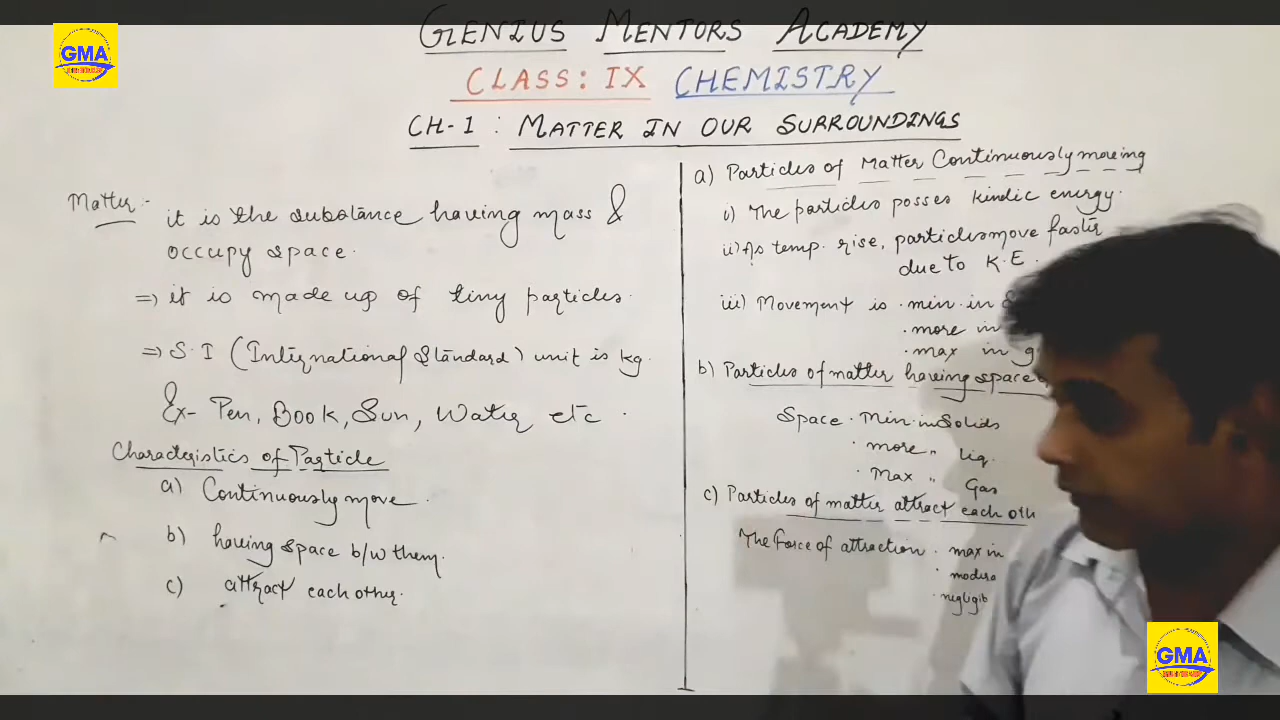 GENIUS MENTORS ACADEMY
CLASS: IX CHEMISTRY
CH-1 : MATTER IN OUR SURROUNDINGS
Matter - it is the substance having mass &
occupy space.
⇒ it is made up of tiny particles.
⇒ S.I (International Standard) unit is kg.
Ex- Pen, Book, Sun, Water etc.
Characteristics of Particle
a) Continuously move.
b) having space b/w them.
c) attract each other.
a) Particles of Matter Continuously moving
i) The particles posses kinetic energy.
ii) As temp. rise, particles move faster
due to K.E.
iii) Movement is . min. in
. more in
. max in
b) Particles of matter having space
Space . Min. in Solids
. more " liq.
. Max " Gas
c) Particles of matter attract each oth
The Force of attraction . max in
. modera
. negligib
GMA
GMA